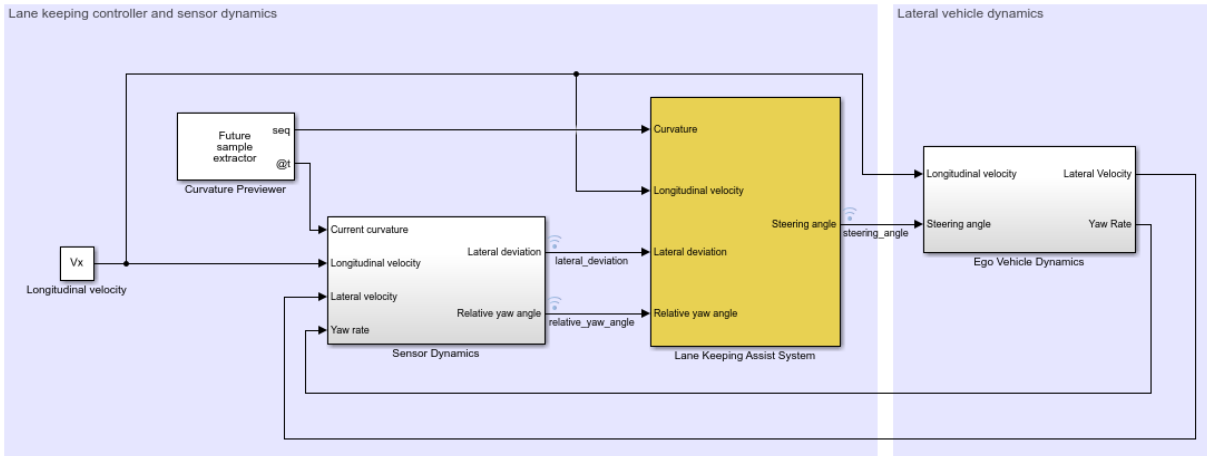 Lane keeping controller and sensor dynamics
Lateral vehicle dynamics
Future
sample
extractor
seq
@t
Curvature Previewer
Vx
Longitudinal velocity
Current curvature
Longitudinal velocity
Lateral velocity
Yaw rate
Lateral deviation
Relative yaw angle
Sensor Dynamics
lateral_deviation
relative_yaw_angle
Curvature
Longitudinal velocity
Lateral deviation
Relative yaw angle
Steering angle
Lane Keeping Assist System
steering_angle
Longitudinal velocity
Steering angle
Lateral Velocity
Yaw Rate
Ego Vehicle Dynamics